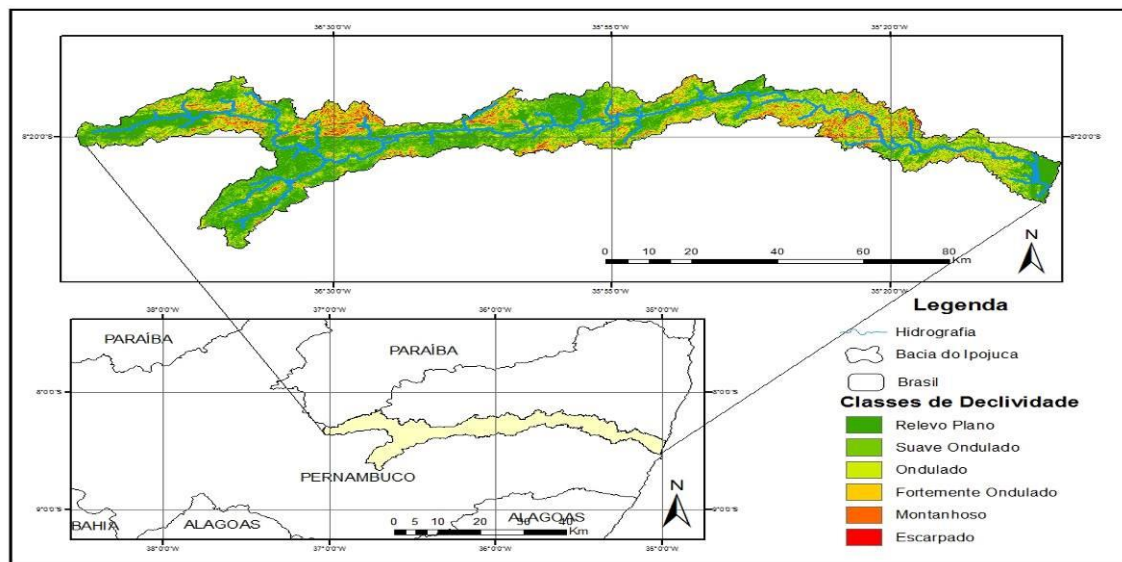 36°30'0"W 35°55'0"W 35°20'0"W
8°20'0"S 8°20'0"S
N
0 10 20 40 60 80
Km
36°30'0"W 35°55'0"W 35°20'0"W
38°0'0"W 37°0'0"W 36°0'0"W 35°0'0"W
PARAÍBA
PARAÍBA
8°0'0"S 8°0'0"S
PERNAMBUCO
N
9°0'0"S 9°0'0"S
BAHIA ALAGOAS ALAGOAS
0 5 10 20 30 40
Km
38°0'0"W 37°0'0"W 36°0'0"W 35°0'0"W
Legenda
Hidrografia
Bacia do Ipojuca
Brasil
Classes de Declividade
Relevo Plano
Suave Ondulado
Ondulado
Fortemente Ondulado
Montanhoso
Escarpado